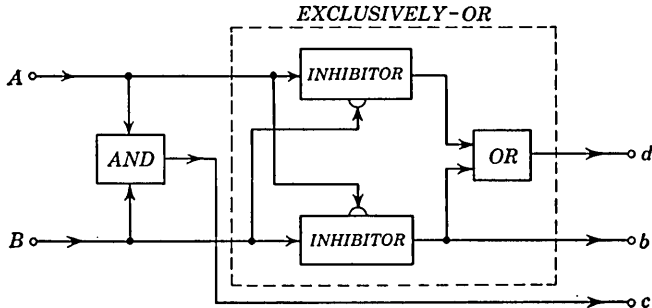 EXCLUSIVELY-OR
A
INHIBITOR
AND
OR
d
B
INHIBITOR
b
c